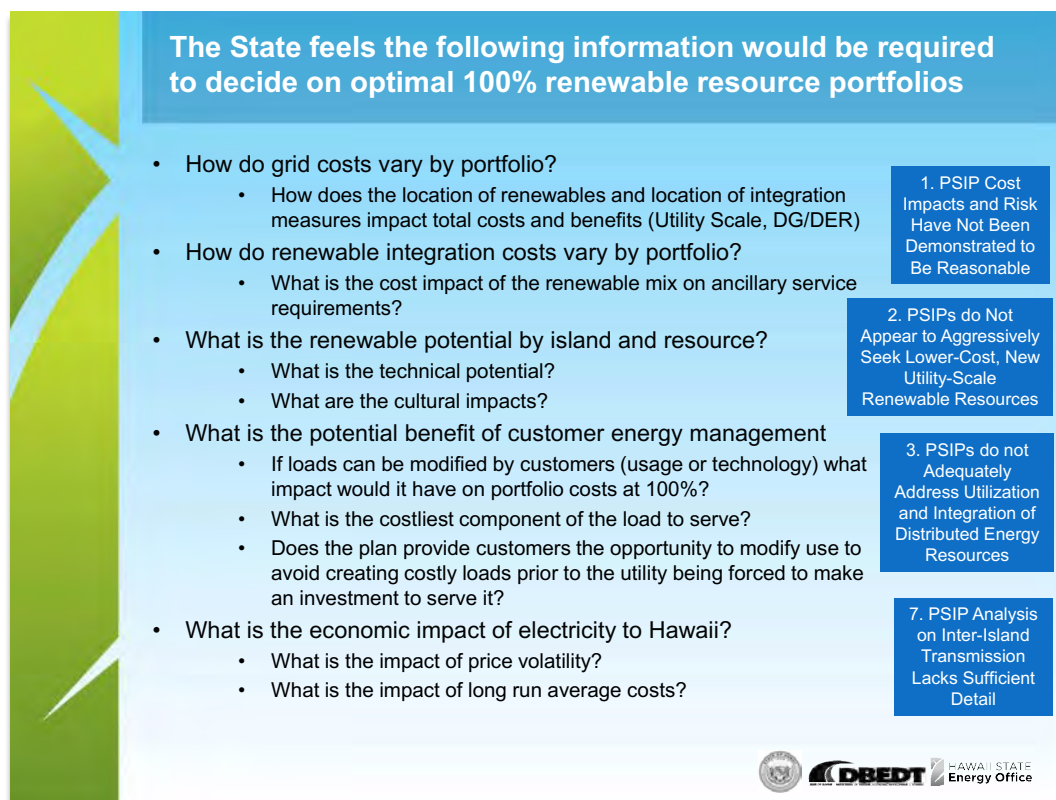 The State feels the following information would be required
to decide on optimal 100% renewable resource portfolios
• How do grid costs vary by portfolio?
• How does the location of renewables and location of integration
measures impact total costs and benefits (Utility Scale, DG/DER)
• How do renewable integration costs vary by portfolio?
• What is the cost impact of the renewable mix on ancillary service
requirements?
• What is the renewable potential by island and resource?
• What is the technical potential?
• What are the cultural impacts?
• What is the potential benefit of customer energy management
• If loads can be modified by customers (usage or technology) what
impact would it have on portfolio costs at 100%?
• What is the costliest component of the load to serve?
• Does the plan provide customers the opportunity to modify use to
avoid creating costly loads prior to the utility being forced to make
an investment to serve it?
• What is the economic impact of electricity to Hawaii?
• What is the impact of price volatility?
• What is the impact of long run average costs?
1. PSIP Cost
Impacts and Risk
Have Not Been
Demonstrated to
Be Reasonable
2. PSIPs do Not
Appear to Aggressively
Seek Lower-Cost, New
Utility-Scale
Renewable Resources
3. PSIPs do not
Adequately
Address Utilization
and Integration of
Distributed Energy
Resources
7. PSIP Analysis
on Inter-Island
Transmission
Lacks Sufficient
Detail
DBEDT
HAWAII STATE
Energy Office